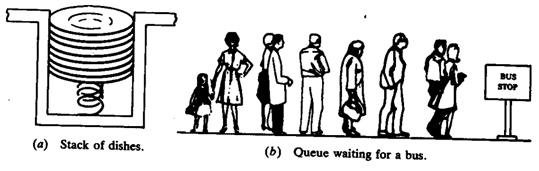 BUS
STOP
(a) Stack of dishes.
(b) Queue waiting for a bus.